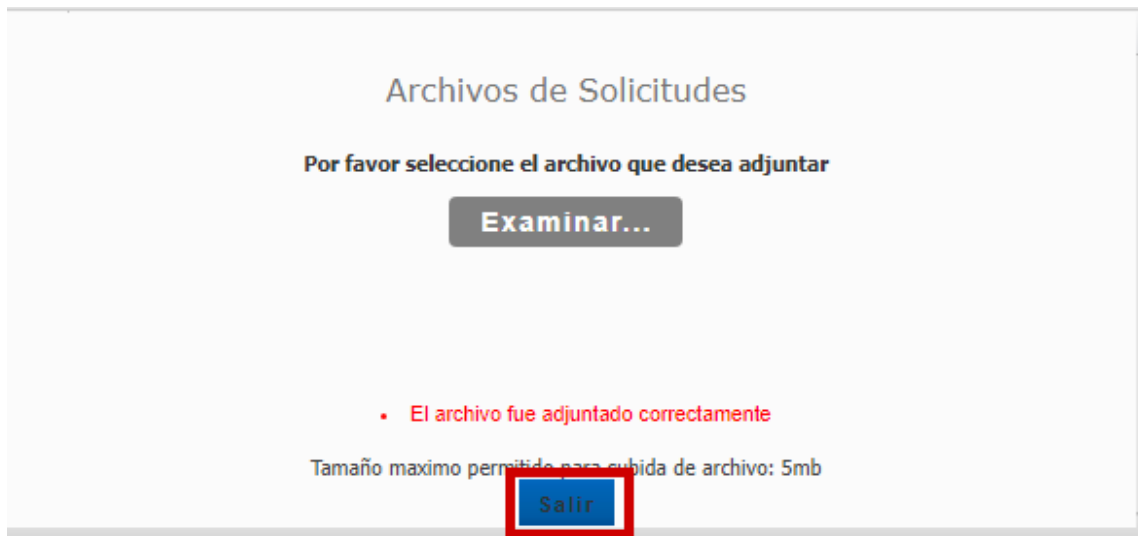 Archivos de Solicitudes
Por favor seleccione el archivo que desea adjuntar
Examinar...
• El archivo fue adjuntado correctamente
Tamaño maximo permitido para subida de archivo: 5mb
Salir